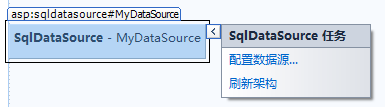 asp:sqldatasource#MyDataSource
SqlDataSource - MyDataSource
SqlDataSource 任务
配置数据源...
刷新架构